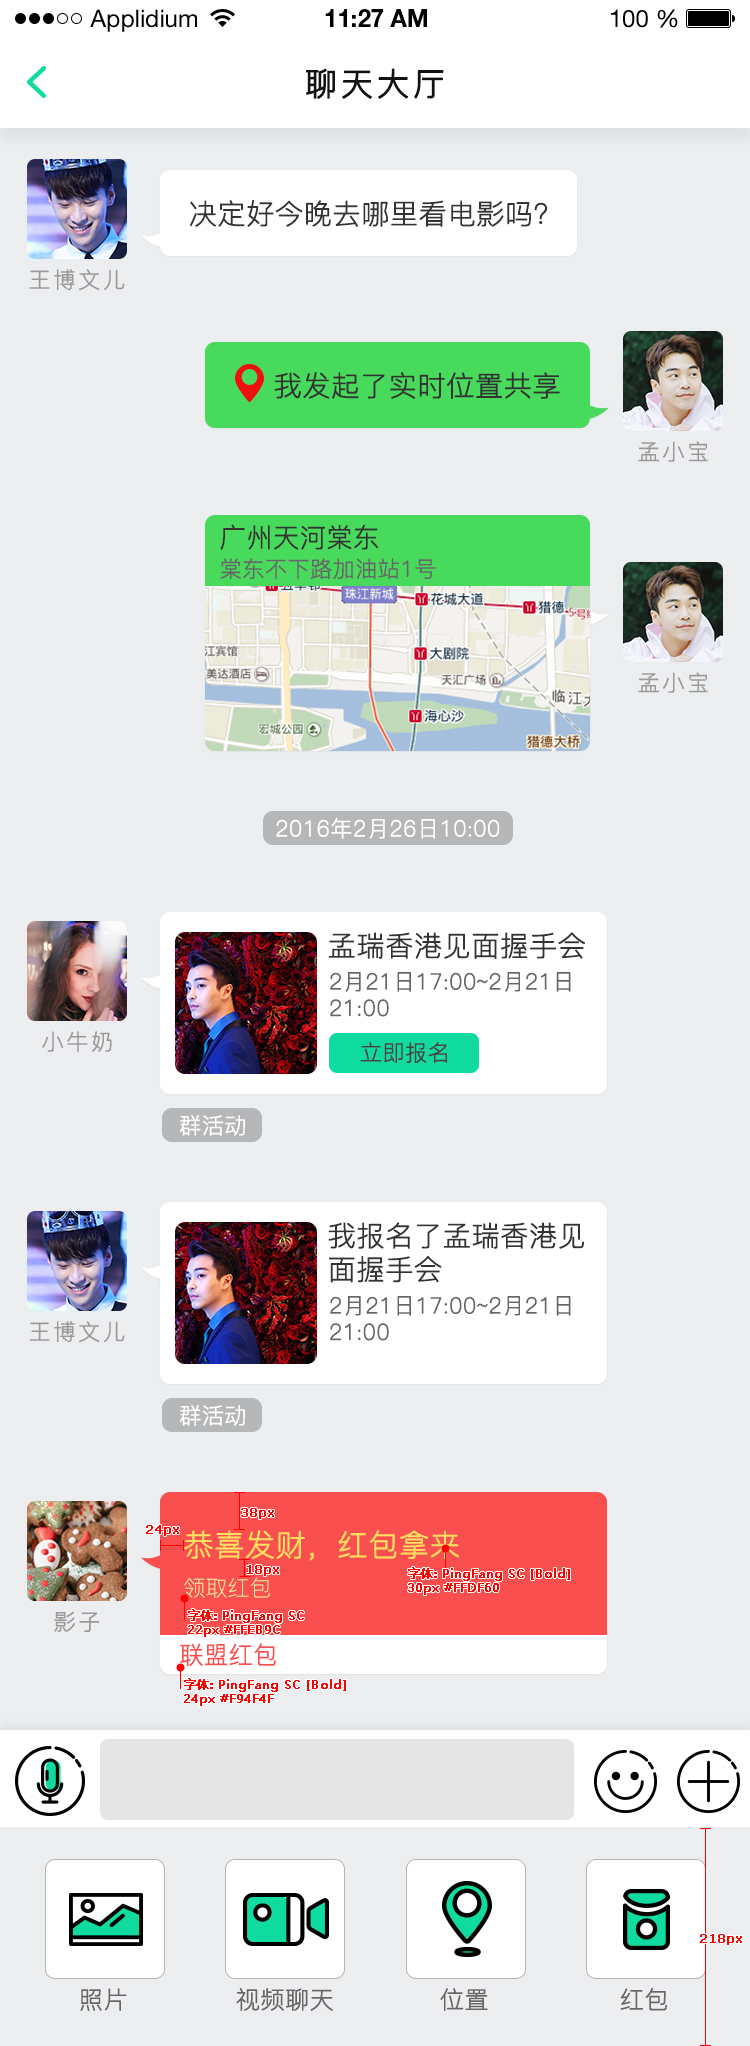 Applidium 11:27 AM 100 %
聊天大厅
决定好今晚去哪里看电影吗?
王博文儿
我发起了实时位置共享
孟小宝
广州天河棠东
棠东不下路加油站1号
珠江新城
花城大道
猎德
5号线
江宾馆
大剧院
美达酒店
天汇广场
临江大
海心沙
宏城公园
猎德大桥
孟小宝
2016年2月26日10:00
孟瑞香港见面握手会
2月21日17:00~2月21日
21:00
立即报名
小牛奶
群活动
我报名了孟瑞香港见
面握手会
2月21日17:00~2月21日
21:00
王博文儿
群活动
38px
24px
恭喜发财，红包拿来
18px
字体: PingFang SC [Bold]
30px #FFDF60
领取红包
字体: PingFang SC
22px #FFEB9C
影子
联盟红包
字体: PingFang SC [Bold]
24px #F94F4F
218px
照片
视频聊天
位置
红包